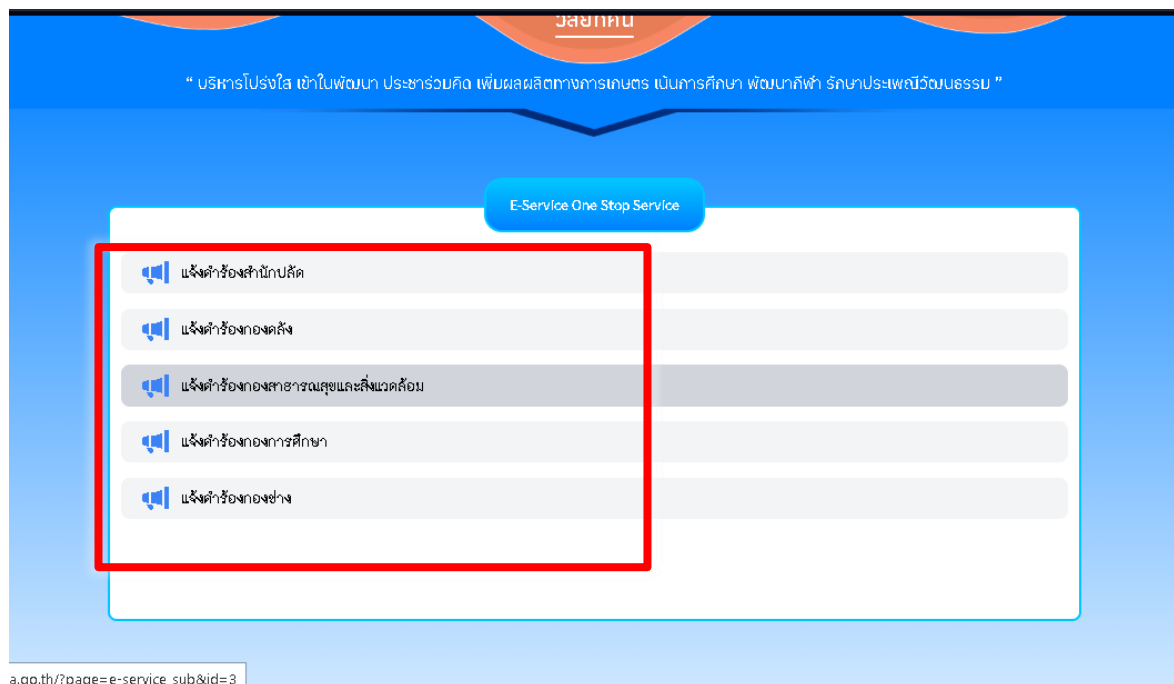 วิสัยทัศน์
“ บริหารโปร่งใส เข้าใจพัฒนา ประชาร่วมคิด เพิ่มผลผลิตทางการเกษตร เน้นการศึกษา พัฒนากีฬา รักษาประเพณีวัฒนธรรม ”
E-Service One Stop Service
แจ้งคำร้องสำนักปลัด
แจ้งคำร้องกองคลัง
แจ้งคำร้องกองสาธารณสุขและสิ่งแวดล้อม
แจ้งคำร้องกองการศึกษา
แจ้งคำร้องกองช่าง
a.go.th/?page=e-service_sub&id=3